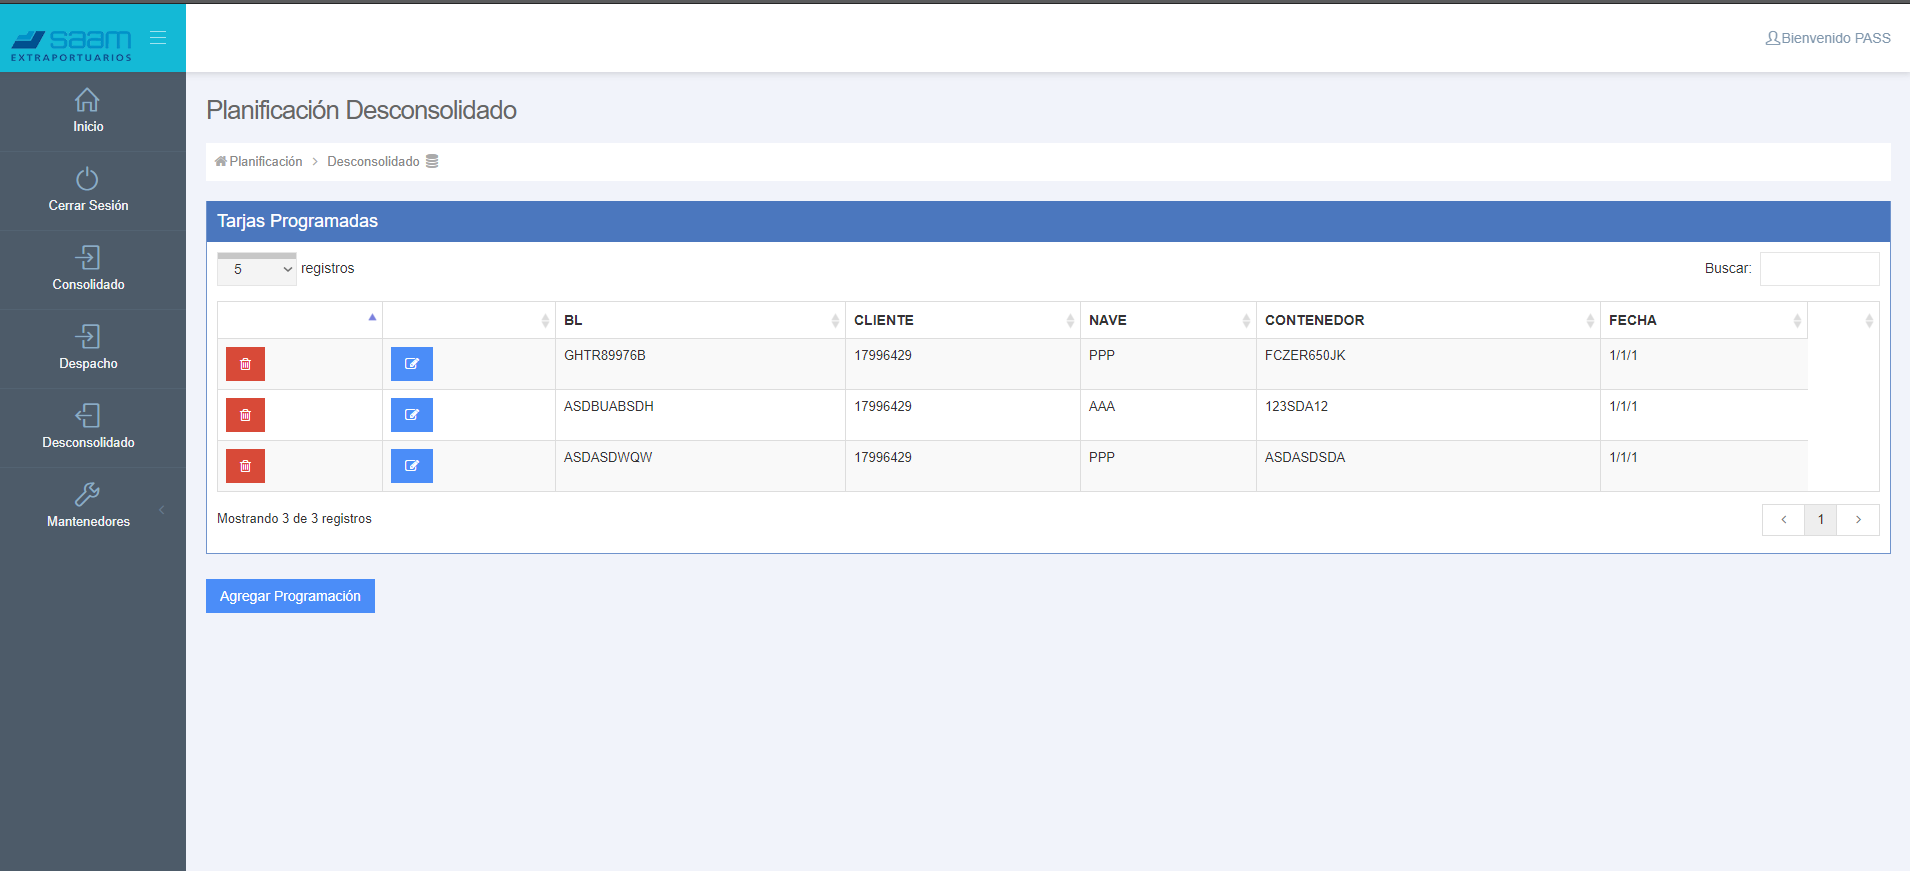 saam
EXTRAPORTUARIOS
Bienvenido PASS
Inicio
Cerrar Sesión
Consolidado
Despacho
Desconsolidado
Mantenedores
Planificación Desconsolidado
Planificación > Desconsolidado
Tarjas Programadas
5 registros
Buscar:
BL CLIENTE NAVE CONTENEDOR FECHA
GHTR89976B 17996429 PPP FCZER650JK 1/1/1
ASDBUABSDH 17996429 AAA 123SDA12 1/1/1
ASDASDWQW 17996429 PPP ASDASDSDA 1/1/1
Mostrando 3 de 3 registros
< 1 >
Agregar Programación